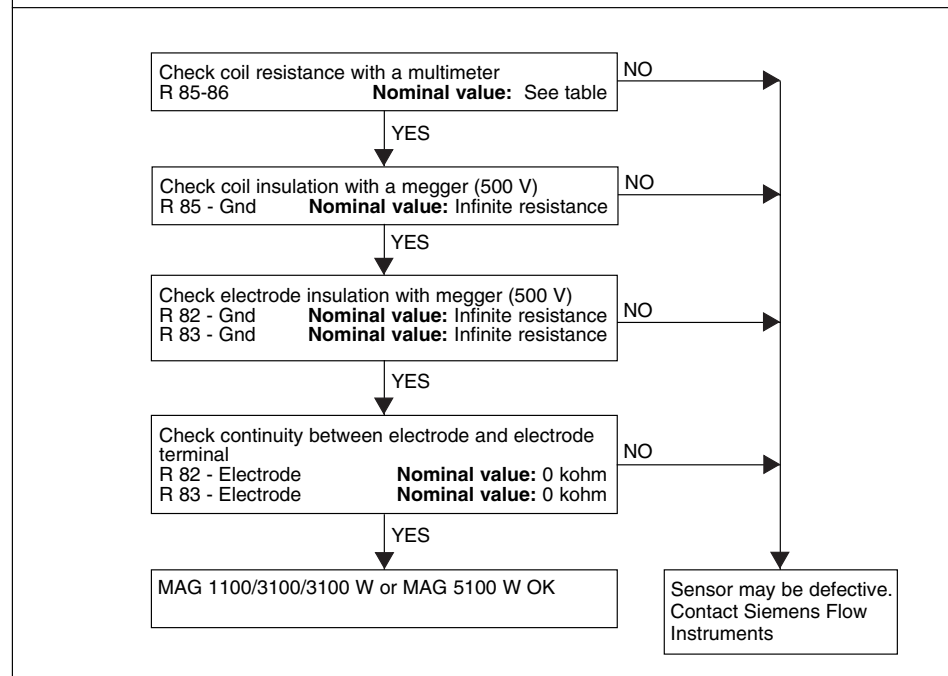 Check coil resistance with a multimeter
R 85-86 Nominal value: See table
NO
YES
Check coil insulation with a megger (500 V)
R 85 - Gnd Nominal value: Infinite resistance
NO
YES
Check electrode insulation with megger (500 V)
R 82 - Gnd Nominal value: Infinite resistance
R 83 - Gnd Nominal value: Infinite resistance
NO
YES
Check continuity between electrode and electrode
terminal
R 82 - Electrode Nominal value: 0 kohm
R 83 - Electrode Nominal value: 0 kohm
NO
YES
MAG 1100/3100/3100 W or MAG 5100 W OK
Sensor may be defective.
Contact Siemens Flow
Instruments